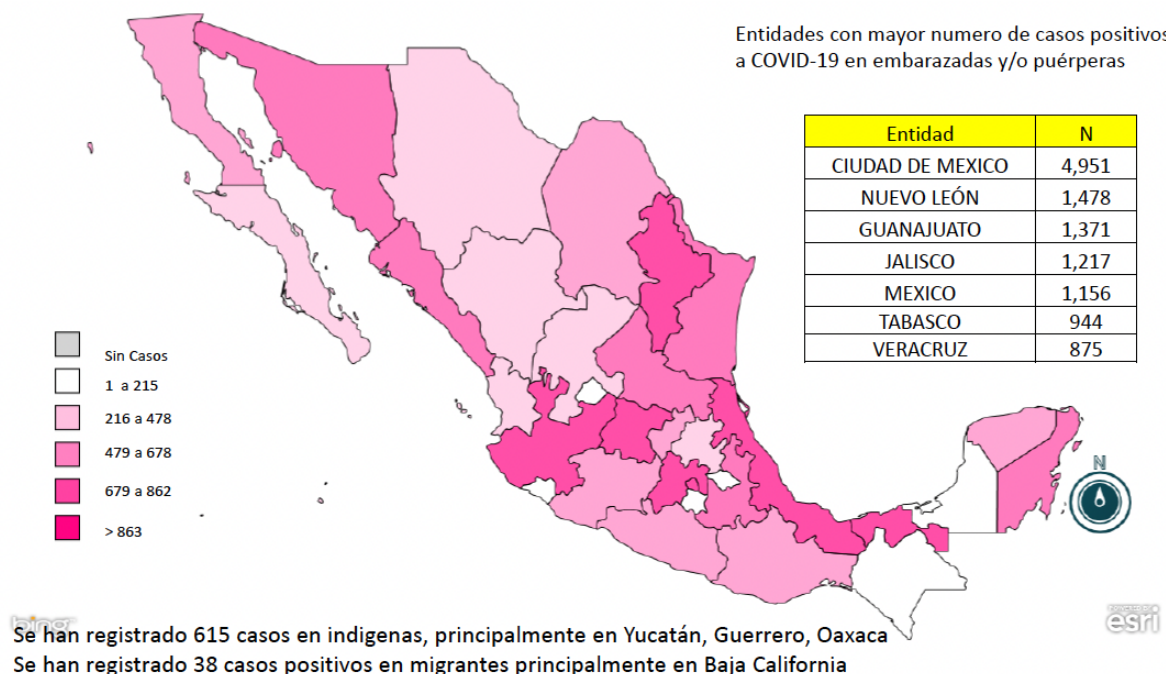 Entidades con mayor numero de casos positivos
a COVID-19 en embarazadas y/o puérperas
Entidad N
CIUDAD DE MEXICO 4,951
NUEVO LEÓN 1,478
GUANAJUATO 1,371
JALISCO 1,217
MEXICO 1,156
TABASCO 944
VERACRUZ 875
Sin Casos
1 a 215
216 a 478
479 a 678
679 a 862
> 863
N
bing
esri
Se han registrado 615 casos en indigenas, principalmente en Yucatán, Guerrero, Oaxaca
Se han registrado 38 casos positivos en migrantes principalmente en Baja California